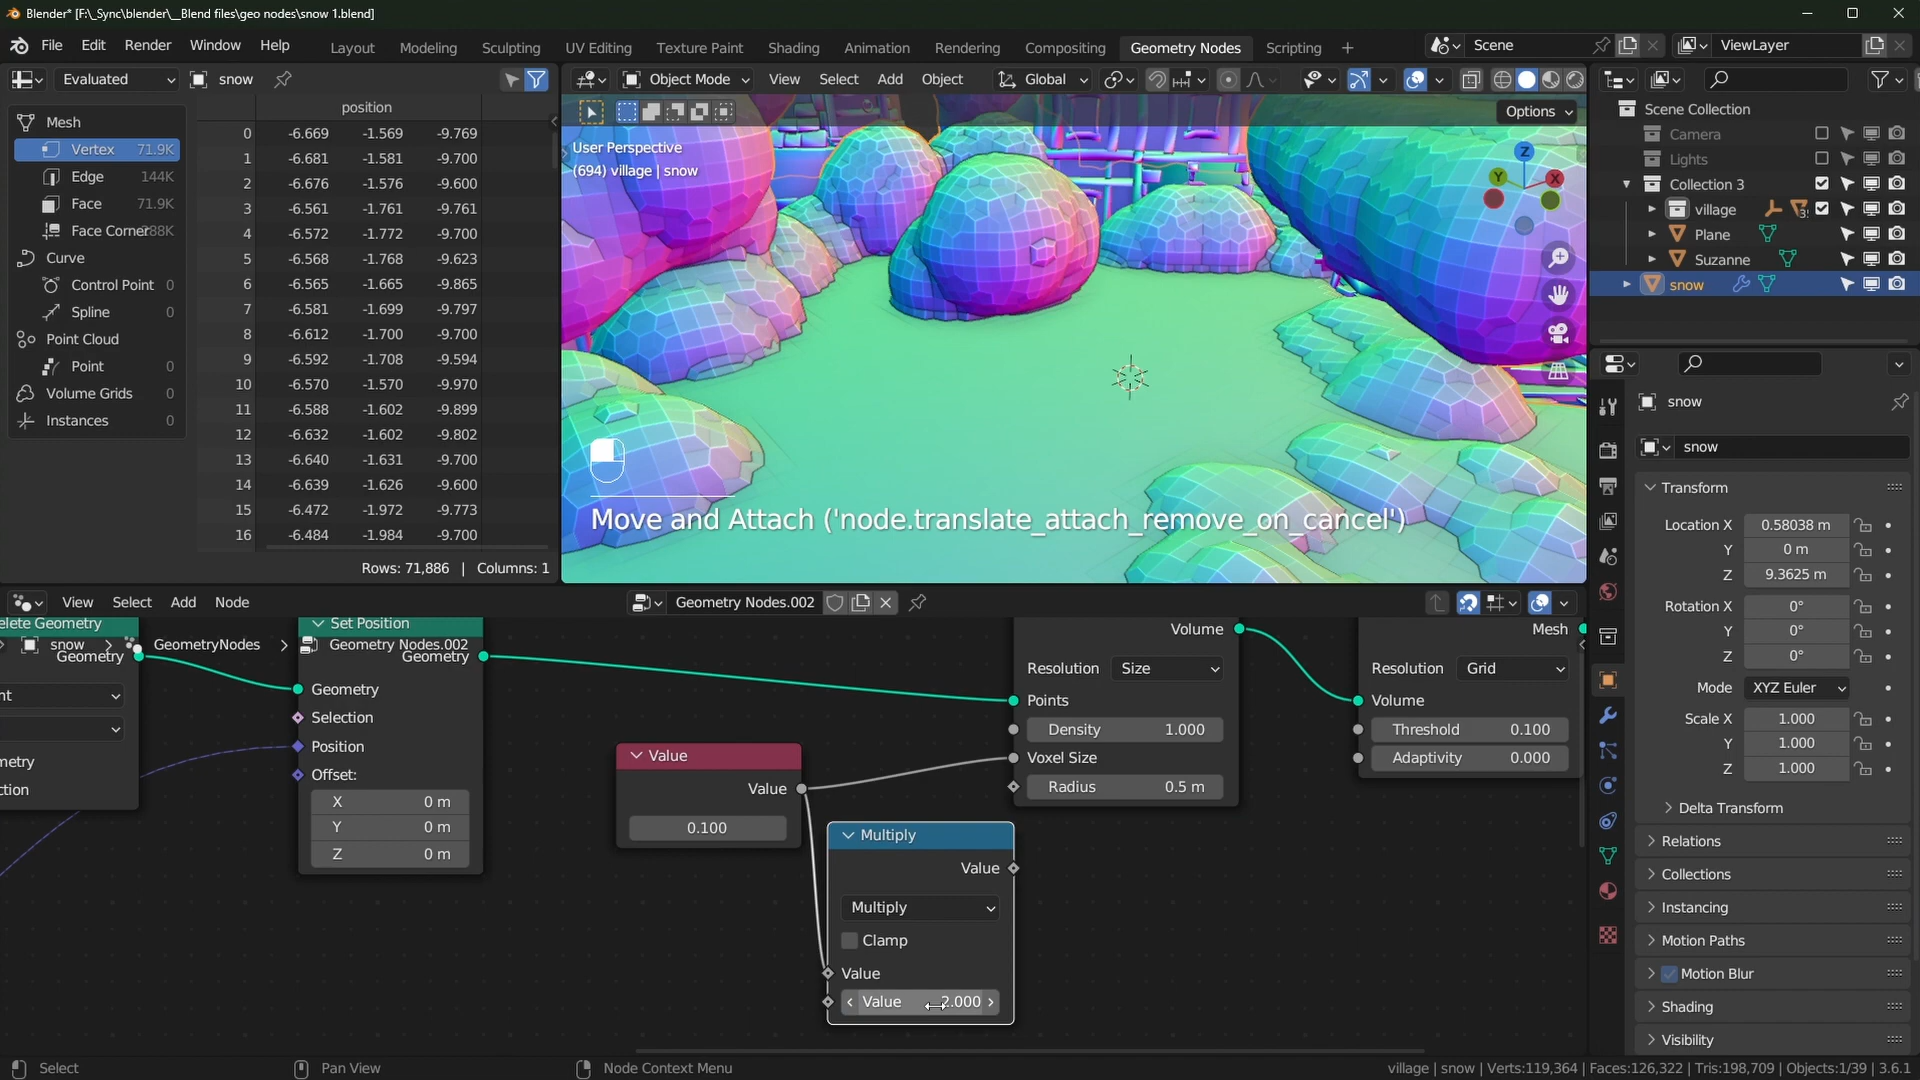 Blender* [F:\_Sync\blender\__Blend files\geo nodes\snow 1.blend]
File Edit Render Window Help
Layout Modeling Sculpting UV Editing Texture Paint Shading Animation Rendering Compositing Geometry Nodes Scripting +
Scene
ViewLayer
Evaluated
snow
Object Mode View Select Add Object Global
Options
Mesh
Vertex 71.9K
Edge 144K
Face 71.9K
Face Corner 288K
Curve
Control Point 0
Spline 0
Point Cloud
Point 0
Volume Grids 0
Instances 0
position
0 -6.669 -1.569 -9.769
1 -6.681 -1.581 -9.700
2 -6.676 -1.576 -9.600
3 -6.561 -1.761 -9.761
4 -6.572 -1.772 -9.700
5 -6.568 -1.768 -9.623
6 -6.565 -1.665 -9.865
7 -6.581 -1.699 -9.797
8 -6.612 -1.700 -9.700
9 -6.592 -1.708 -9.594
10 -6.570 -1.570 -9.970
11 -6.588 -1.602 -9.899
12 -6.632 -1.602 -9.802
13 -6.640 -1.631 -9.700
14 -6.639 -1.626 -9.600
15 -6.472 -1.972 -9.773
16 -6.484 -1.984 -9.700
Rows: 71,886 | Columns: 1
User Perspective
(694) village | snow
Z
Y
X
Move and Attach ('node.translate_attach_remove_on_cancel')
Scene Collection
Camera
Lights
Collection 3
village
Plane
Suzanne
snow
snow
snow
Transform
Location X 0.58038 m
Y 0 m
Z 9.3625 m
Rotation X 0°
Y 0°
Z 0°
Mode XYZ Euler
Scale X 1.000
Y 1.000
Z 1.000
Delta Transform
Relations
Collections
Instancing
Motion Paths
Motion Blur
Shading
Visibility
View Select Add Node
Geometry Nodes.002
snow > GeometryNodes > Geometry Nodes.002
elete Geometry
Geometry
nt
metry
ction
Set Position
Geometry
Geometry
Selection
Position
Offset:
X 0 m
Y 0 m
Z 0 m
Value
Value
0.100
Multiply
Value
Multiply
Clamp
Value
Value 2.000
Volume
Resolution Size
Points
Density 1.000
Voxel Size
Radius 0.5 m
Mesh
Resolution Grid
Volume
Threshold 0.100
Adaptivity 0.000
Select
Pan View
Node Context Menu
village | snow | Verts:119,364 | Faces:126,322 | Tris:198,709 | Objects:1/39 | 3.6.1